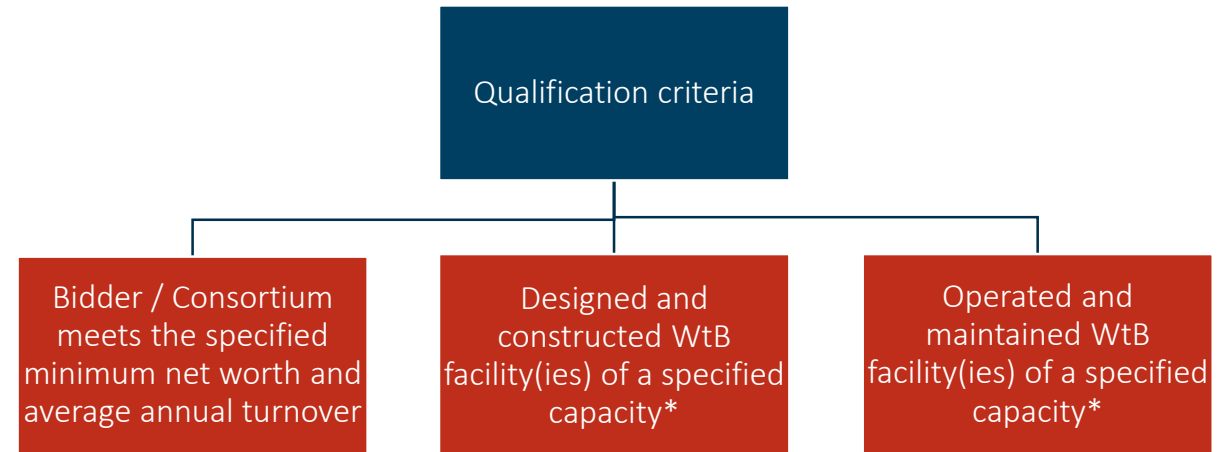 Qualification criteria
Bidder / Consortium
meets the specified
minimum net worth and
average annual turnover
Designed and
constructed WtB
facility(ies) of a specified
capacity*
Operated and
maintained WtB
facility(ies) of a specified
capacity*